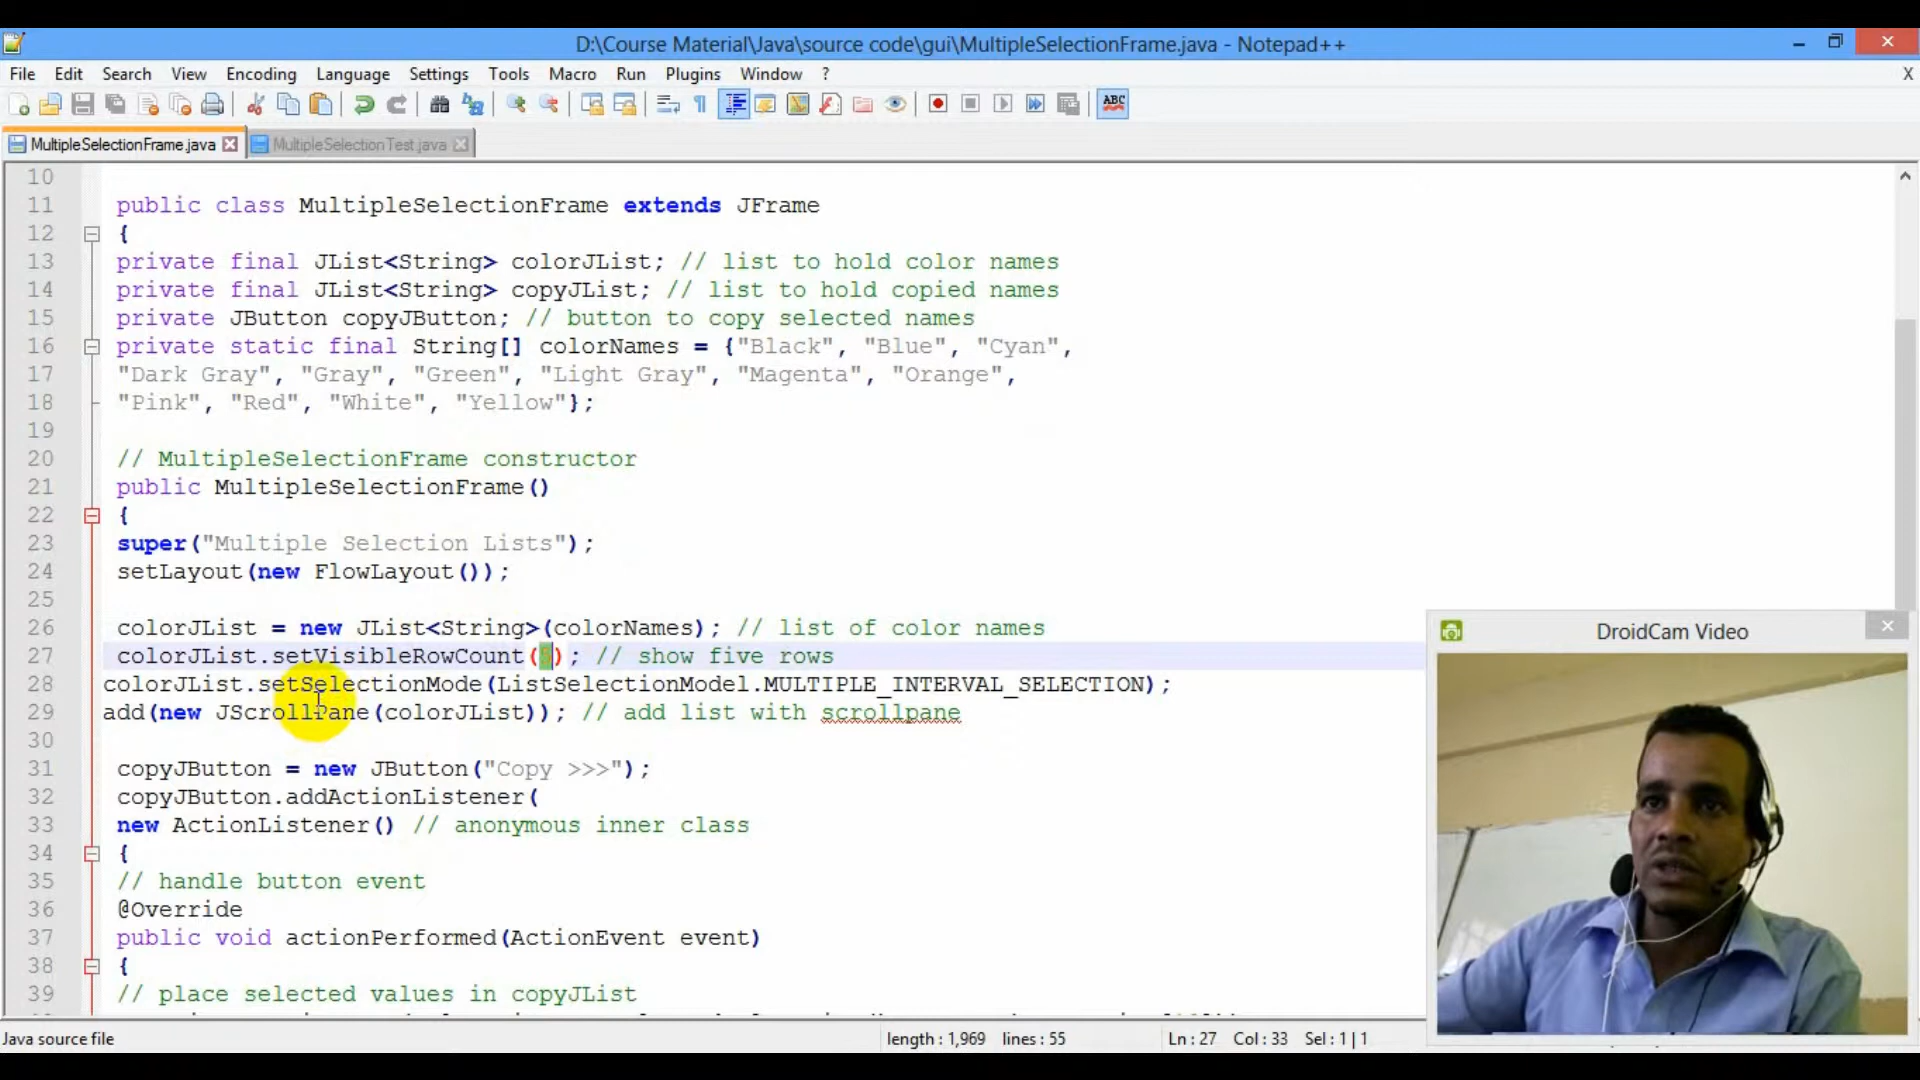 D:\Course Material\Java\source code\gui\MultipleSelectionFrame.java - Notepad++
File Edit Search View Encoding Language Settings Tools Macro Run Plugins Window ? X
ABC
MultipleSelectionFrame.java MultipleSelectionTest.java
10
11 public class MultipleSelectionFrame extends JFrame
12 {
13 private final JList<String> colorJList; // list to hold color names
14 private final JList<String> copyJList; // list to hold copied names
15 private JButton copyJButton; // button to copy selected names
16 private static final String[] colorNames = {"Black", "Blue", "Cyan",
17 "Dark Gray", "Gray", "Green", "Light Gray", "Magenta", "Orange",
18 "Pink", "Red", "White", "Yellow"};
19
20 // MultipleSelectionFrame constructor
21 public MultipleSelectionFrame()
22 {
23 super("Multiple Selection Lists");
24 setLayout(new FlowLayout());
25
26 colorJList = new JList<String>(colorNames); // list of color names
27 colorJList.setVisibleRowCount(5); // show five rows
28 colorJList.setSelectionMode(ListSelectionModel.MULTIPLE_INTERVAL_SELECTION);
29 add(new JScrollPane(colorJList)); // add list with scrollpane
30
31 copyJButton = new JButton("Copy >>>");
32 copyJButton.addActionListener(
33 new ActionListener() // anonymous inner class
34 {
35 // handle button event
36 @Override
37 public void actionPerformed(ActionEvent event)
38 {
39 // place selected values in copyJList
DroidCam Video
Java source file length : 1,969 lines : 55 Ln : 27 Col : 33 Sel : 1 | 1